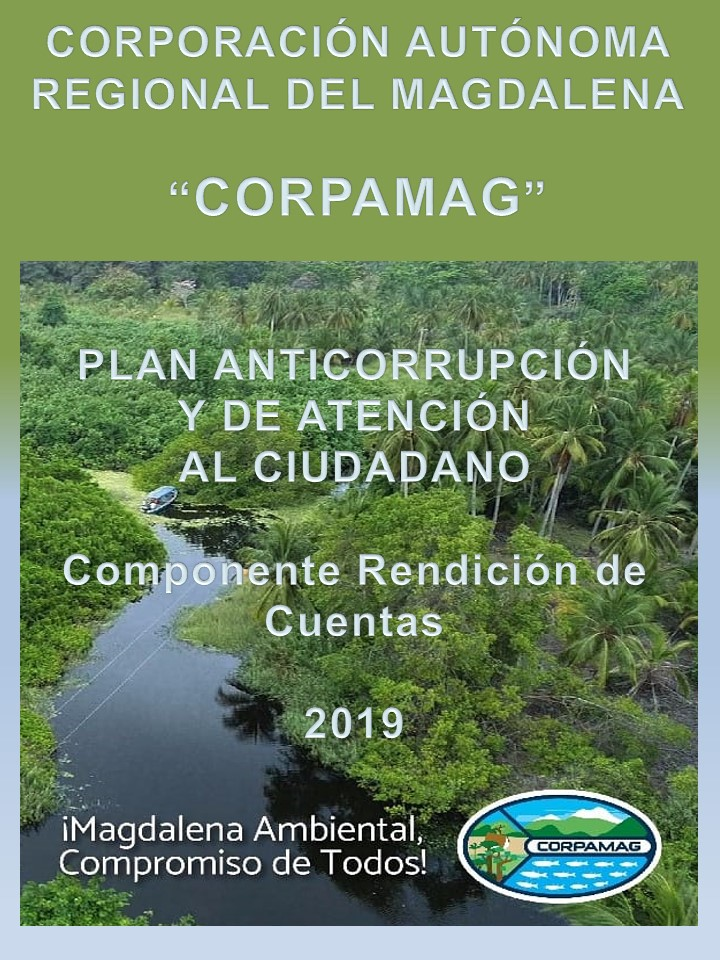 CORPORACIÓN AUTÓNOMA
REGIONAL DEL MAGDALENA
“CORPAMAG”
PLAN ANTICORRUPCIÓN
Y DE ATENCIÓN
AL CIUDADANO
Componente Rendición de
Cuentas
2019
¡Magdalena Ambiental,
Compromiso de Todos!
CORPAMAG